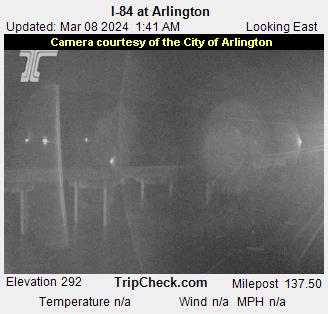 I-84 at Arlington
Updated: Mar 08 2024 1:41 AM Looking East
Camera courtesy of the City of Arlington
Elevation 292 TripCheck.com Milepost 137.50
Temperature n/a Wind n/a MPH n/a